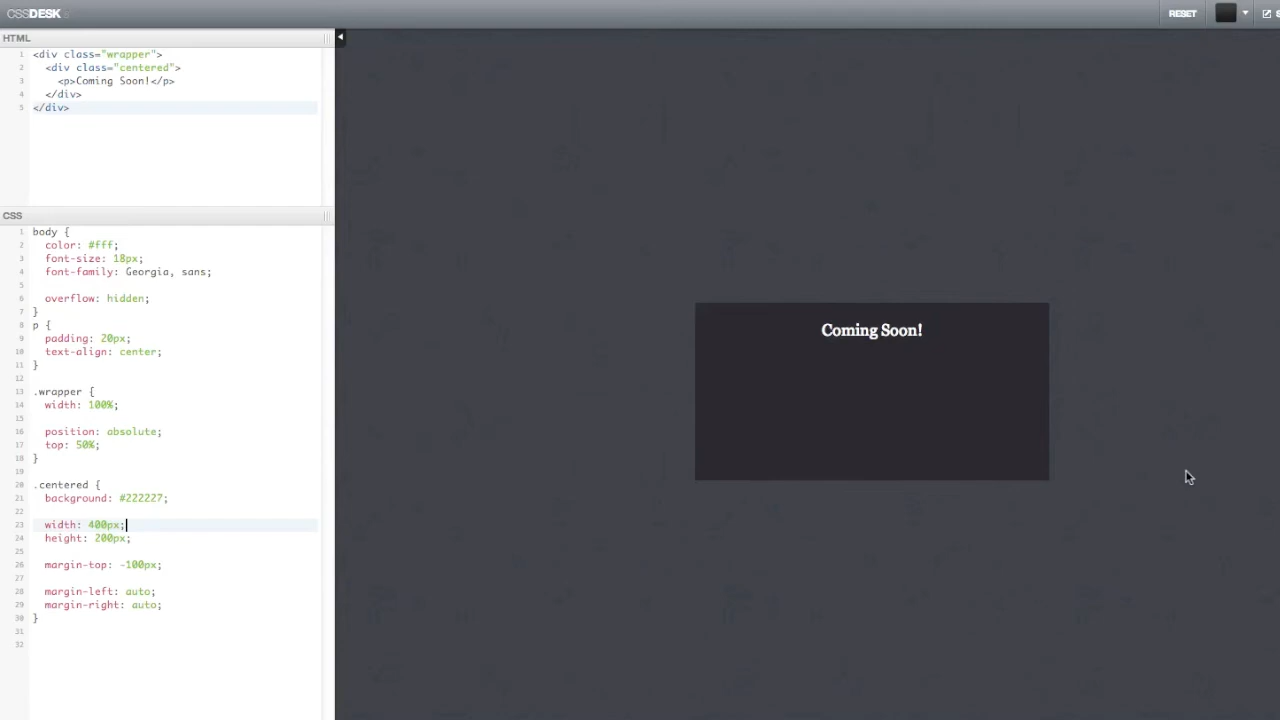 CSSDESK
RESET
HTML
1 <div class="wrapper">
2 <div class="centered">
3 <p>Coming Soon!</p>
4 </div>
5 </div>
CSS
1 body {
2 color: #fff;
3 font-size: 18px;
4 font-family: Georgia, sans;
5
6 overflow: hidden;
7 }
8 p {
9 padding: 20px;
10 text-align: center;
11 }
12
13 .wrapper {
14 width: 100%;
15
16 position: absolute;
17 top: 50%;
18 }
19
20 .centered {
21 background: #222227;
22
23 width: 400px;
24 height: 200px;
25
26 margin-top: -100px;
27
28 margin-left: auto;
29 margin-right: auto;
30 }
31
32
Coming Soon!